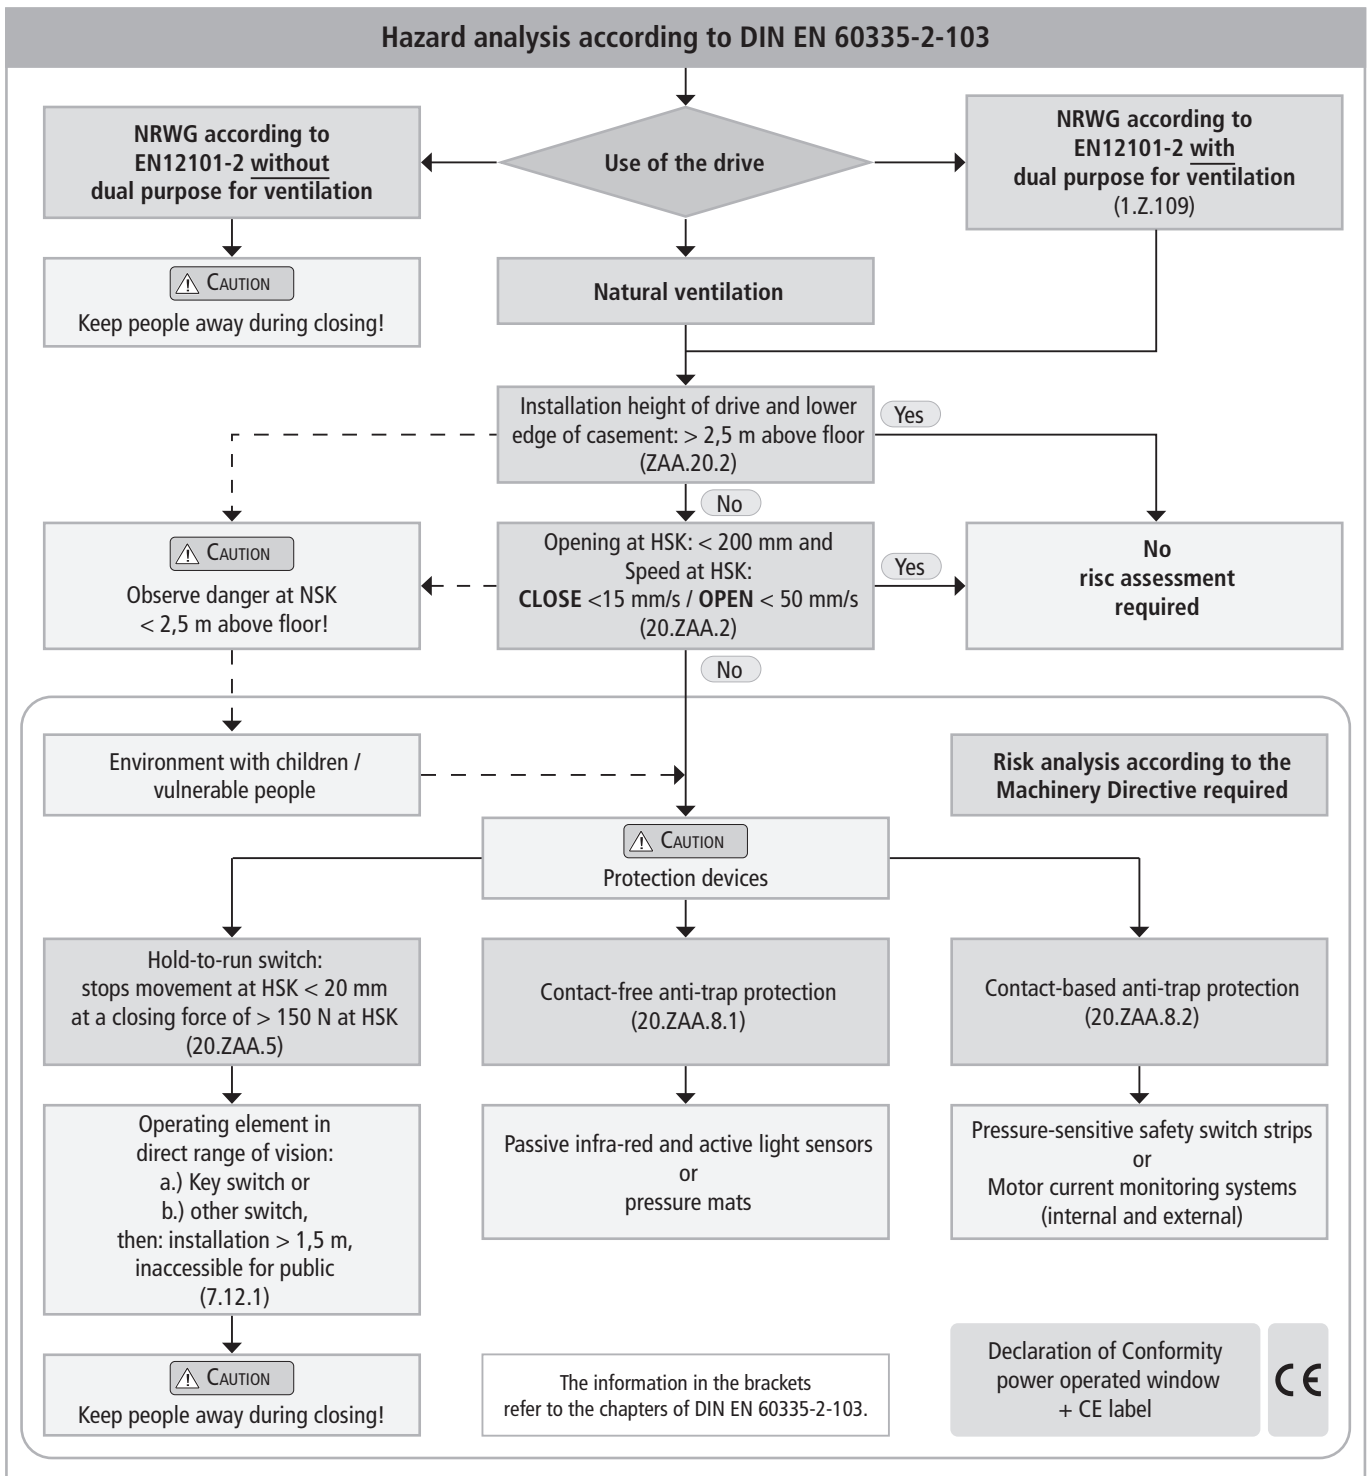 Hazard analysis according to DIN EN 60335-2-103
NRWG according to
EN12101-2 without
dual purpose for ventilation
Use of the drive
NRWG according to
EN12101-2 with
dual purpose for ventilation
(1.Z.109)
CAUTION
Keep people away during closing!
Natural ventilation
Installation height of drive and lower
edge of casement: > 2,5 m above floor
(ZAA.20.2)
Yes
No
CAUTION
Observe danger at NSK
< 2,5 m above floor!
Opening at HSK: < 200 mm and
Speed at HSK:
CLOSE <15 mm/s / OPEN < 50 mm/s
(20.ZAA.2)
Yes
No
risc assessment
required
No
Environment with children /
vulnerable people
Risk analysis according to the
Machinery Directive required
CAUTION
Protection devices
Hold-to-run switch:
stops movement at HSK < 20 mm
at a closing force of > 150 N at HSK
(20.ZAA.5)
Contact-free anti-trap protection
(20.ZAA.8.1)
Contact-based anti-trap protection
(20.ZAA.8.2)
Operating element in
direct range of vision:
a.) Key switch or
b.) other switch,
then: installation > 1,5 m,
inaccessible for public
(7.12.1)
Passive infra-red and active light sensors
or
pressure mats
Pressure-sensitive safety switch strips
or
Motor current monitoring systems
(internal and external)
CAUTION
Keep people away during closing!
The information in the brackets
refer to the chapters of DIN EN 60335-2-103.
Declaration of Conformity
power operated window
+ CE label
CE